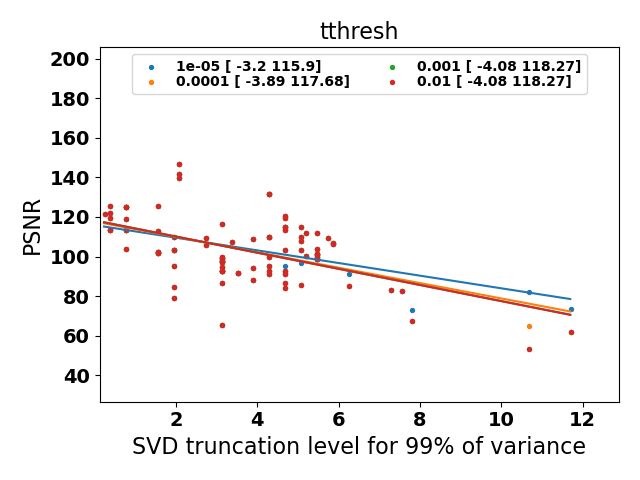 tthresh
1e-05 [ -3.2 115.9]
0.0001 [ -3.89 117.68]
0.001 [ -4.08 118.27]
0.01 [ -4.08 118.27]
PSNR
200
180
160
140
120
100
80
60
40
2 4 6 8 10 12
SVD truncation level for 99% of variance